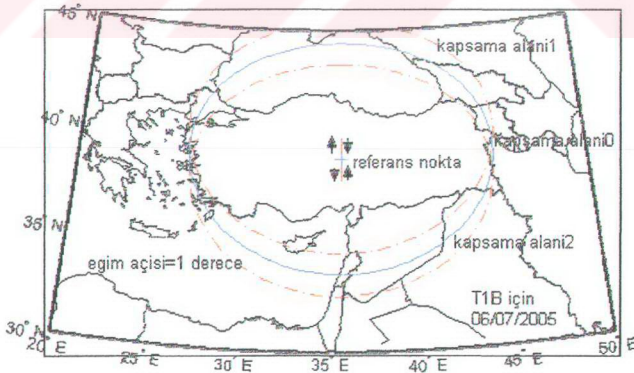 45° N
kapsama alani1
40° N
kapsama alani0
referans nokta
35° N
kapsama alani2
egim açisi=1 derece
T1B için
06/07/2005
30° N
20° E
25° E
30° E
35° E
40° E
45° E
50° E